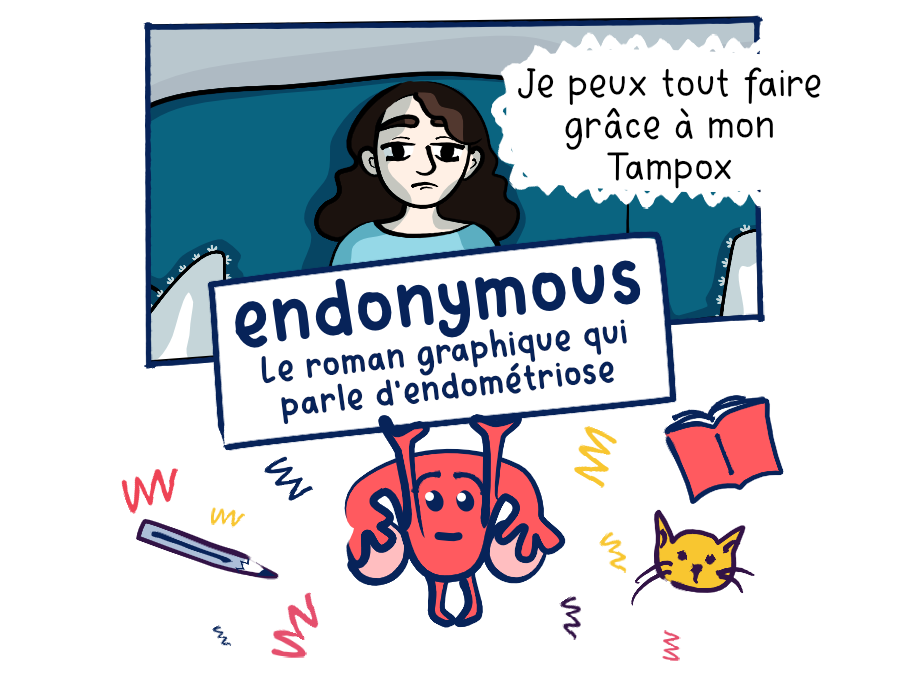 Je peux tout faire
grâce à mon
Tampox
endonymous
Le roman graphique qui
parle d'endométriose